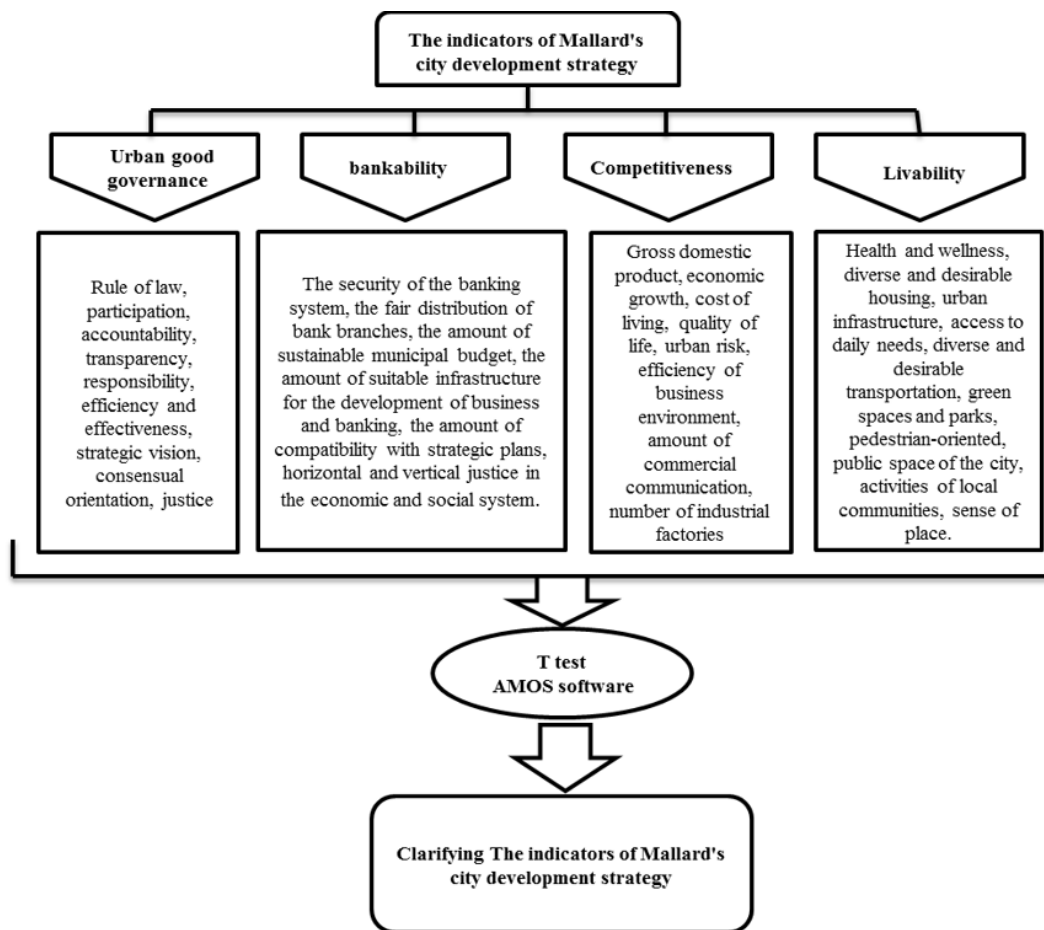 The indicators of Mallard's
city development strategy
Urban good
governance
bankability
Competitiveness
Livability
Rule of law,
participation,
accountability,
transparency,
responsibility,
efficiency and
effectiveness,
strategic vision,
consensual
orientation, justice
The security of the banking
system, the fair distribution of
bank branches, the amount of
sustainable municipal budget, the
amount of suitable infrastructure
for the development of business
and banking, the amount of
compatibility with strategic plans,
horizontal and vertical justice in
the economic and social system.
Gross domestic
product, economic
growth, cost of
living, quality of
life, urban risk,
efficiency of
business
environment,
amount of
commercial
communication,
number of industrial
factories
Health and wellness,
diverse and desirable
housing, urban
infrastructure, access to
daily needs, diverse and
desirable
transportation, green
spaces and parks,
pedestrian-oriented,
public space of the city,
activities of local
communities, sense of
place.
T test
AMOS software
Clarifying The indicators of Mallard's
city development strategy